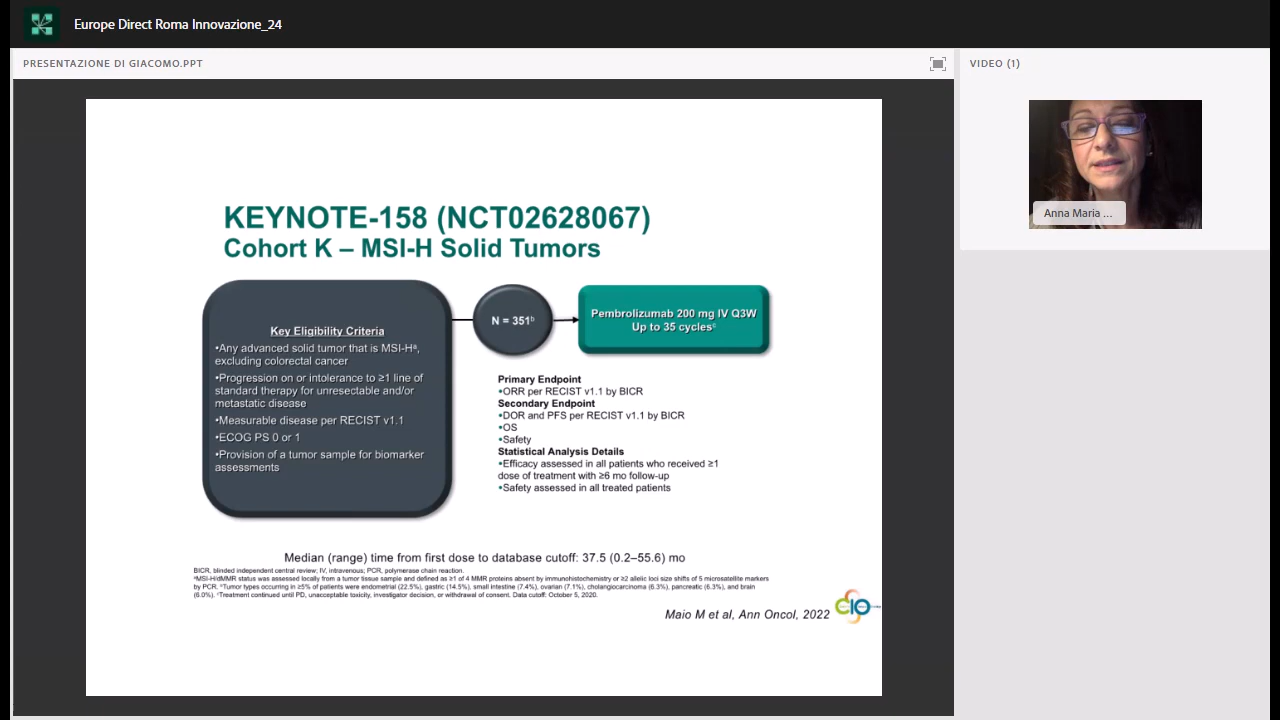 Europe Direct Roma Innovazione_24
PRESENTAZIONE DI GIACOMO.PPT
VIDEO (1)
Anna Maria ...
KEYNOTE-158 (NCT02628067)
Cohort K – MSI-H Solid Tumors
Key Eligibility Criteria
•Any advanced solid tumor that is MSI-Hᵃ,
excluding colorectal cancer
•Progression on or intolerance to ≥1 line of
standard therapy for unresectable and/or
metastatic disease
•Measurable disease per RECIST v1.1
•ECOG PS 0 or 1
•Provision of a tumor sample for biomarker
assessments
N = 351ᵇ
Pembrolizumab 200 mg IV Q3W
Up to 35 cyclesᶜ
Primary Endpoint
•ORR per RECIST v1.1 by BICR
Secondary Endpoint
•DOR and PFS per RECIST v1.1 by BICR
•OS
•Safety
Statistical Analysis Details
•Efficacy assessed in all patients who received ≥1
dose of treatment with ≥6 mo follow-up
•Safety assessed in all treated patients
Median (range) time from first dose to database cutoff: 37.5 (0.2–55.6) mo
BICR, blinded independent central review; IV, intravenous; PCR, polymerase chain reaction.
ᵃMSI-H/dMMR status was assessed locally from a tumor tissue sample and defined as ≥1 of 4 MMR proteins absent by immunohistochemistry or ≥2 allelic loci size shifts of 5 microsatellite markers
by PCR. ᵇTumor types occurring in ≥5% of patients were endometrial (22.5%), gastric (14.5%), small intestine (7.4%), ovarian (7.1%), cholangiocarcinoma (6.3%), pancreatic (6.3%), and brain
(6.0%). ᶜTreatment continued until PD, unacceptable toxicity, investigator decision, or withdrawal of consent. Data cutoff: October 5, 2020.
Maio M et al, Ann Oncol, 2022
CIO